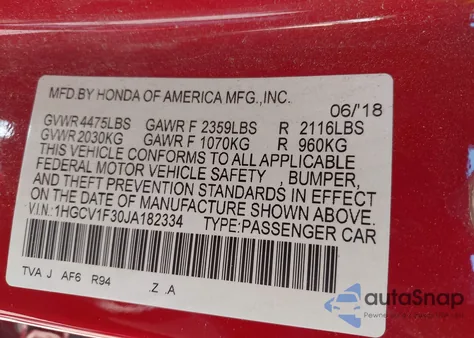 MFD.BY HONDA OF AMERICA MFG.,INC.
06/'18
GVWR 4475LBS GAWR F 2359LBS R 2116LBS
GVWR 2030KG GAWR F 1070KG R 960KG
THIS VEHICLE CONFORMS TO ALL APPLICABLE
FEDERAL MOTOR VEHICLE SAFETY , BUMPER,
AND THEFT PREVENTION STANDARDS IN EFFECT
ON THE DATE OF MANUFACTURE SHOWN ABOVE.
V.I.N.:1HGCV1F30JA182334 TYPE:PASSENGER CAR
TVA J AF6 R94 .Z .A
autoSnap